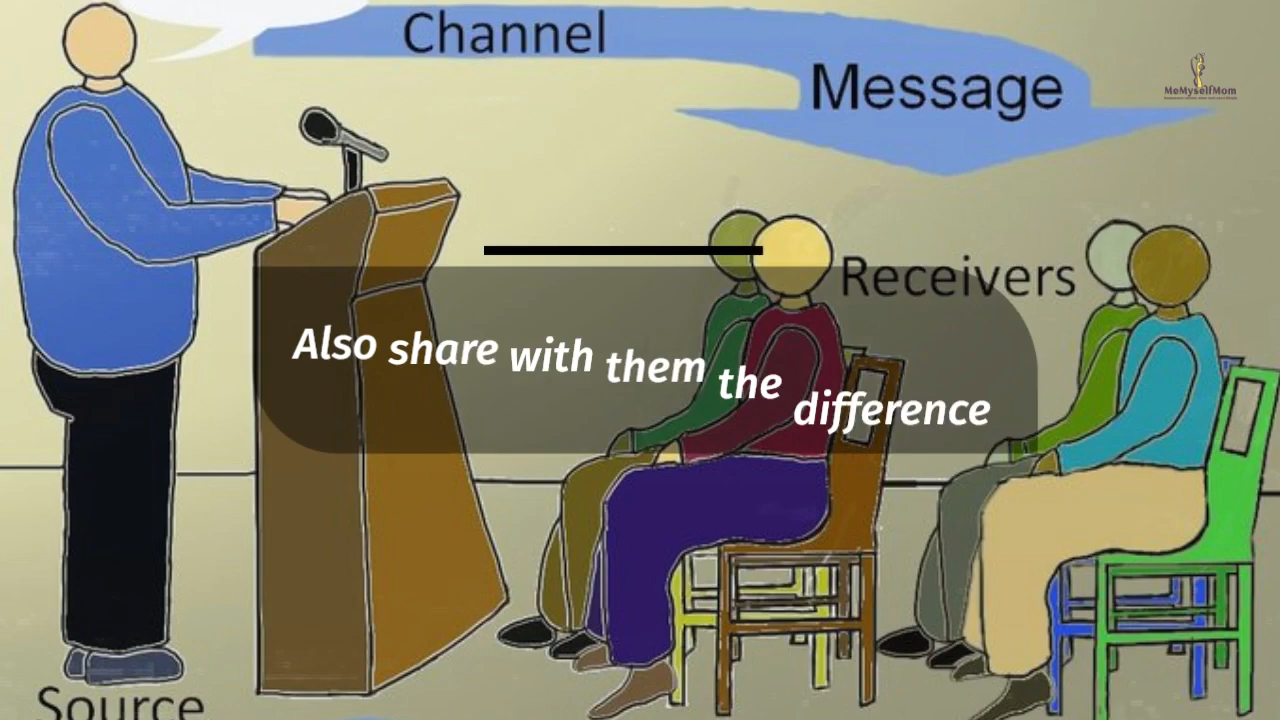 Channel
Message
MeMyselfMom
Receivers
Also share with them the difference
Source